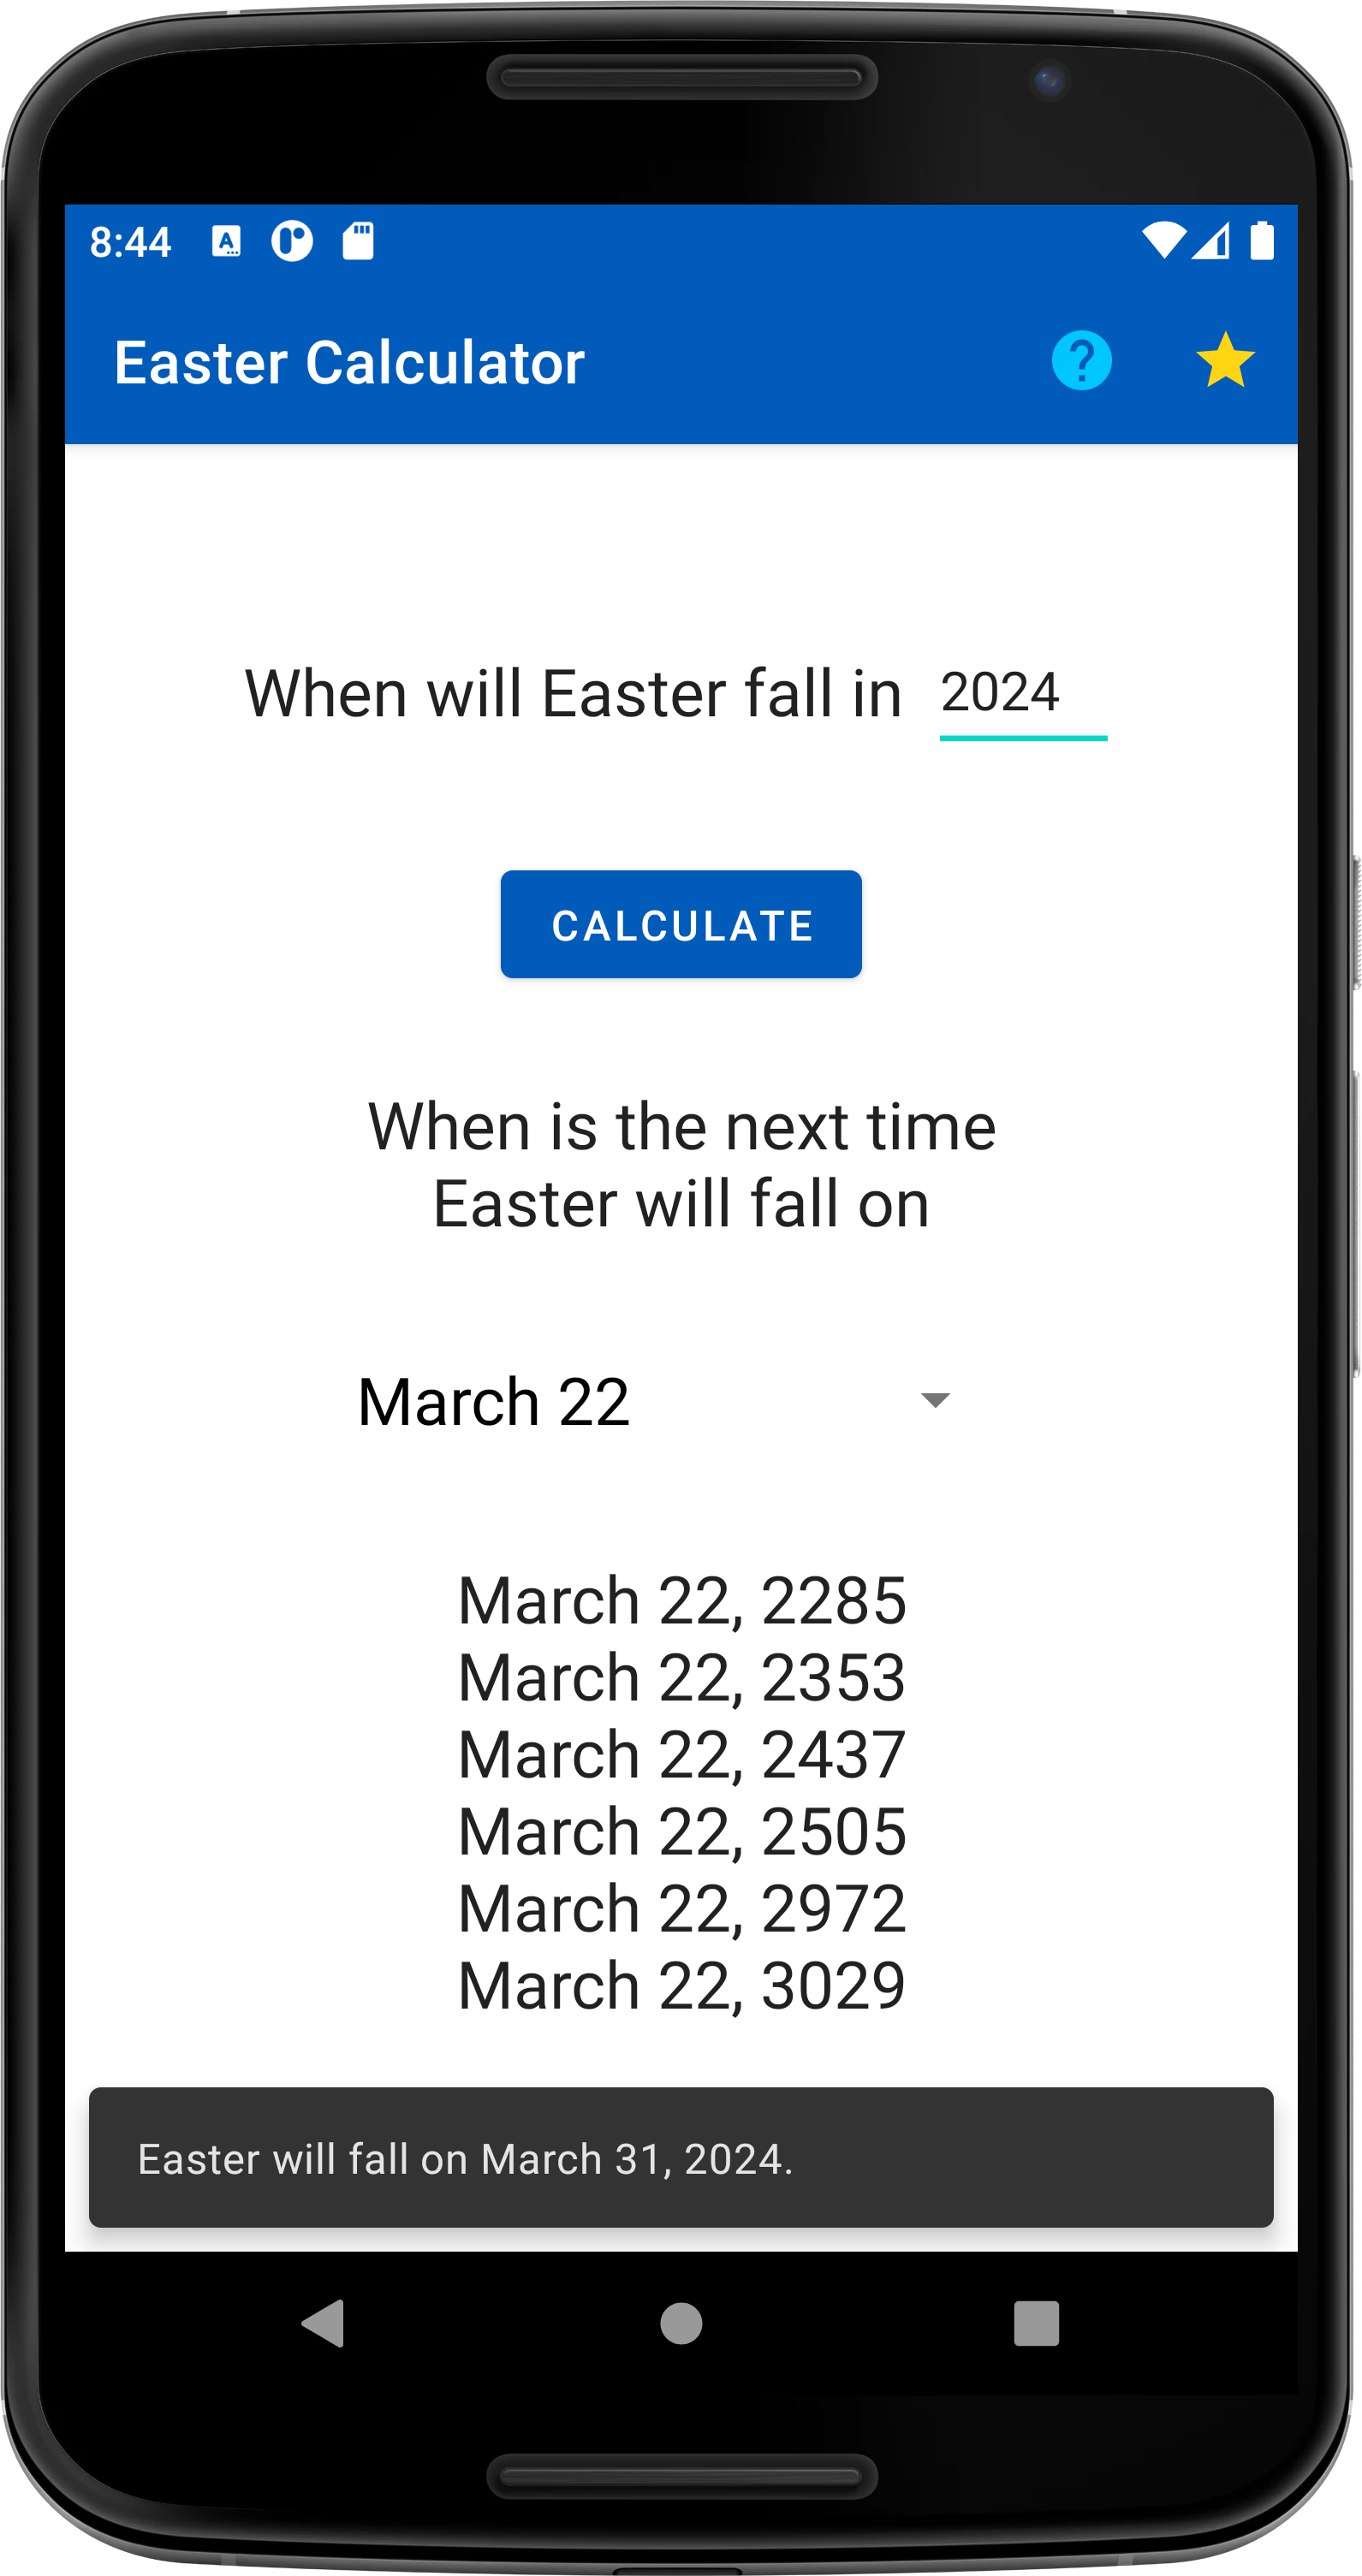 8:44
Easter Calculator
When will Easter fall in 2024
CALCULATE
When is the next time
Easter will fall on
March 22
March 22, 2285
March 22, 2353
March 22, 2437
March 22, 2505
March 22, 2972
March 22, 3029
Easter will fall on March 31, 2024.